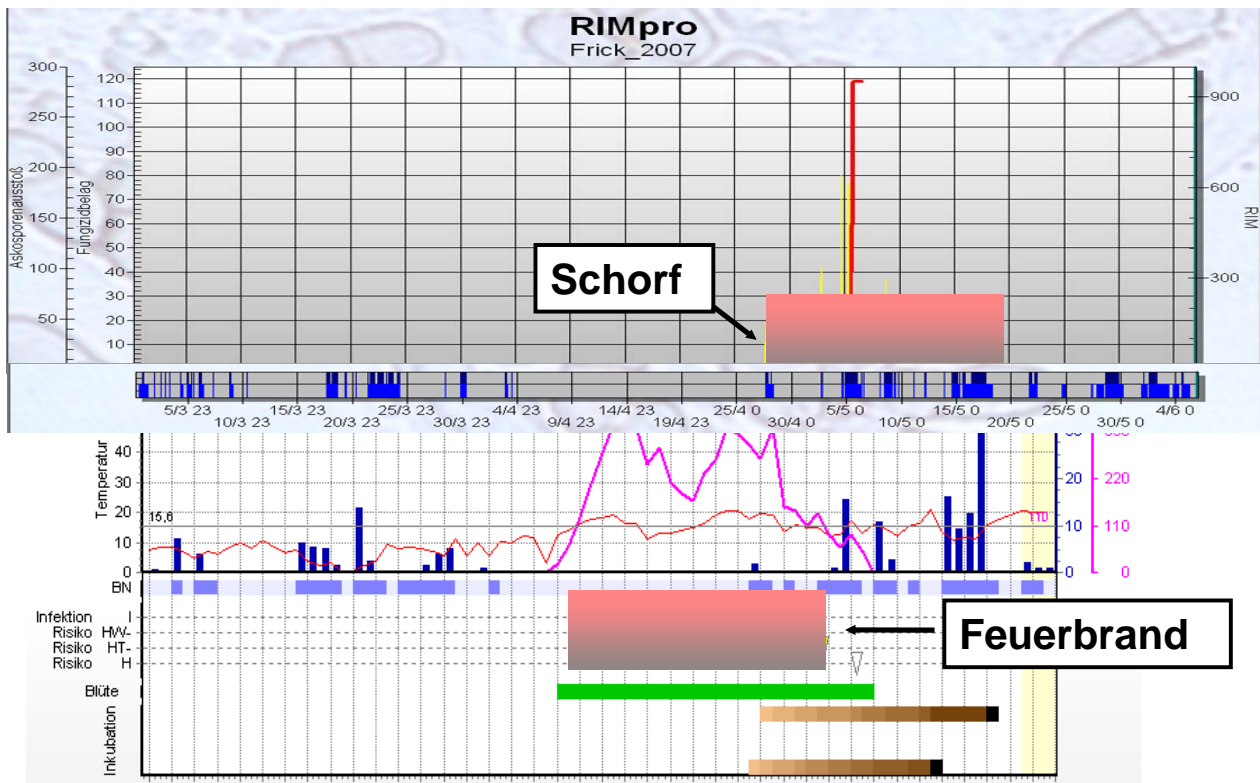 RIMpro
Frick_2007
300
250
200
150
100
50
Askosporenausstoß
120
110
100
90
80
70
60
50
40
30
20
10
Fungizidbelag
900
600
300
RIM
Schorf
5/3 23 15/3 23 25/3 23 4/4 23 14/4 23 25/4 0 5/5 0 15/5 0 25/5 0 4/6 0
10/3 23 20/3 23 30/3 23 9/4 23 19/4 23 30/4 0 10/5 0 20/5 0 30/5 0
Temperatur
40
30
20
10
0
15.6
20
10
0
220
110
0
110
BN
Infektion I
Risiko HW-
Risiko HT-
Risiko H
Feuerbrand
Blüte
Inkubation